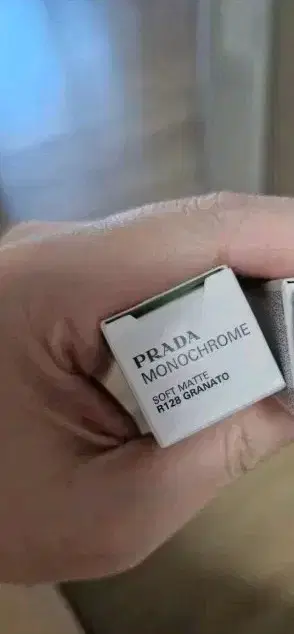 PRADA
MONOCHROME
SOFT MATTE
R128 GRANATO